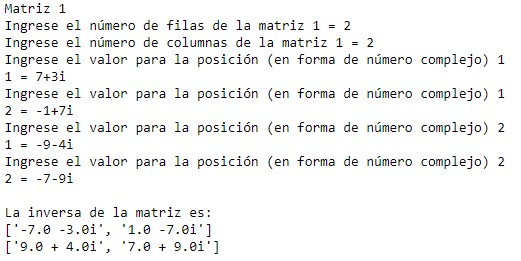 Matriz 1
Ingrese el número de filas de la matriz 1 = 2
Ingrese el número de columnas de la matriz 1 = 2
Ingrese el valor para la posición (en forma de número complejo) 1
1 = 7+3i
Ingrese el valor para la posición (en forma de número complejo) 1
2 = -1+7i
Ingrese el valor para la posición (en forma de número complejo) 2
1 = -9-4i
Ingrese el valor para la posición (en forma de número complejo) 2
2 = -7-9i
La inversa de la matriz es:
['-7.0 -3.0i', '1.0 -7.0i']
['9.0 + 4.0i', '7.0 + 9.0i']